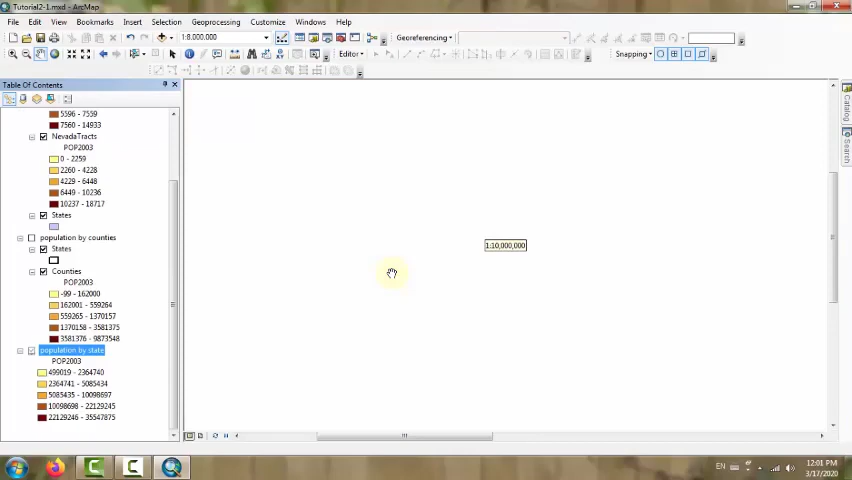 Tutorial2-1.mxd - ArcMap
File Edit View Bookmarks Insert Selection Geoprocessing Customize Windows Help
1:8,000,000
Georeferencing
Editor
Snapping
Table Of Contents
5596 - 7559
7560 - 14933
NevadaTracts
POP2003
0 - 2259
2260 - 4228
4229 - 6448
6449 - 10236
10237 - 18717
States
population by counties
States
Counties
POP2003
-99 - 162000
162001 - 559264
559265 - 1370157
1370158 - 3581375
3581376 - 9873548
population by state
POP2003
499019 - 2364740
2364741 - 5085434
5085435 - 10098697
10098698 - 22129245
22129246 - 35547875
1:10,000,000
Catalog
Search
EN
12:01 PM
3/17/2020